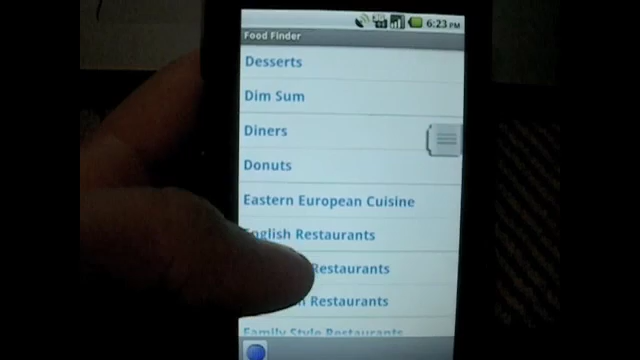 6:23 PM
Food Finder
Desserts
Dim Sum
Diners
Donuts
Eastern European Cuisine
English Restaurants
Restaurants
Restaurants
Family Style Restaurants